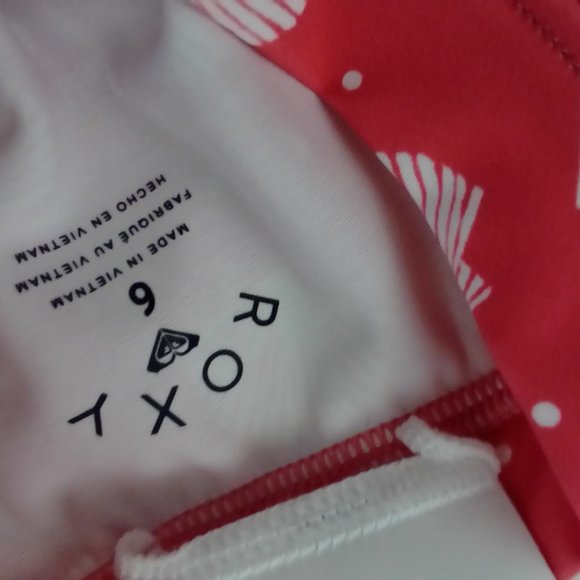 ROXY
6
MADE IN VIETNAM
FABRIQUÉ AU VIETNAM
HECHO EN VIETNAM